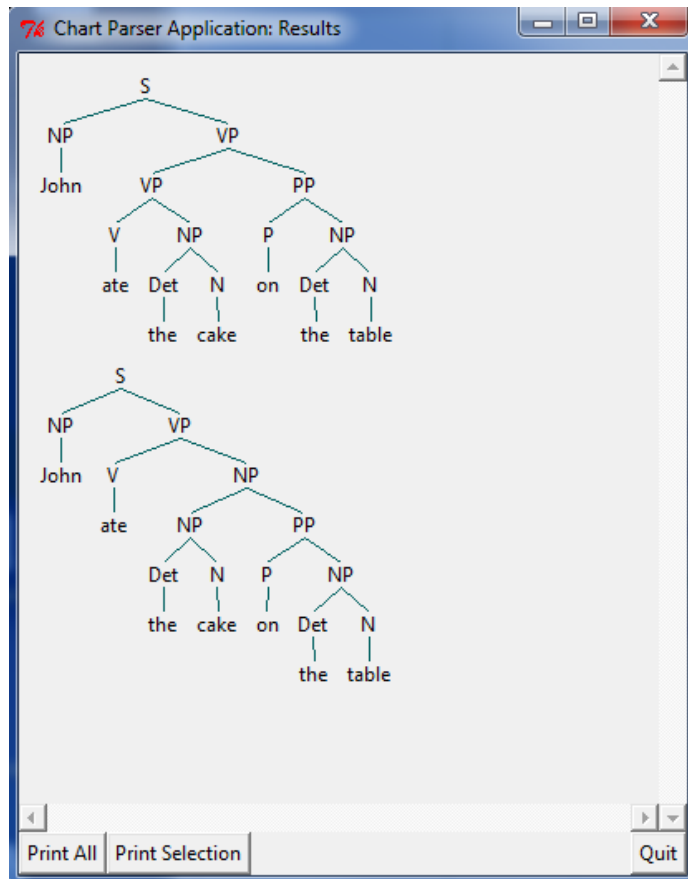 Chart Parser Application: Results
S
NP VP
John VP PP
V NP P NP
ate Det N on Det N
the cake the table
S
NP VP
John V NP
ate NP PP
Det N P NP
the cake on Det N
the table
Print All Print Selection Quit